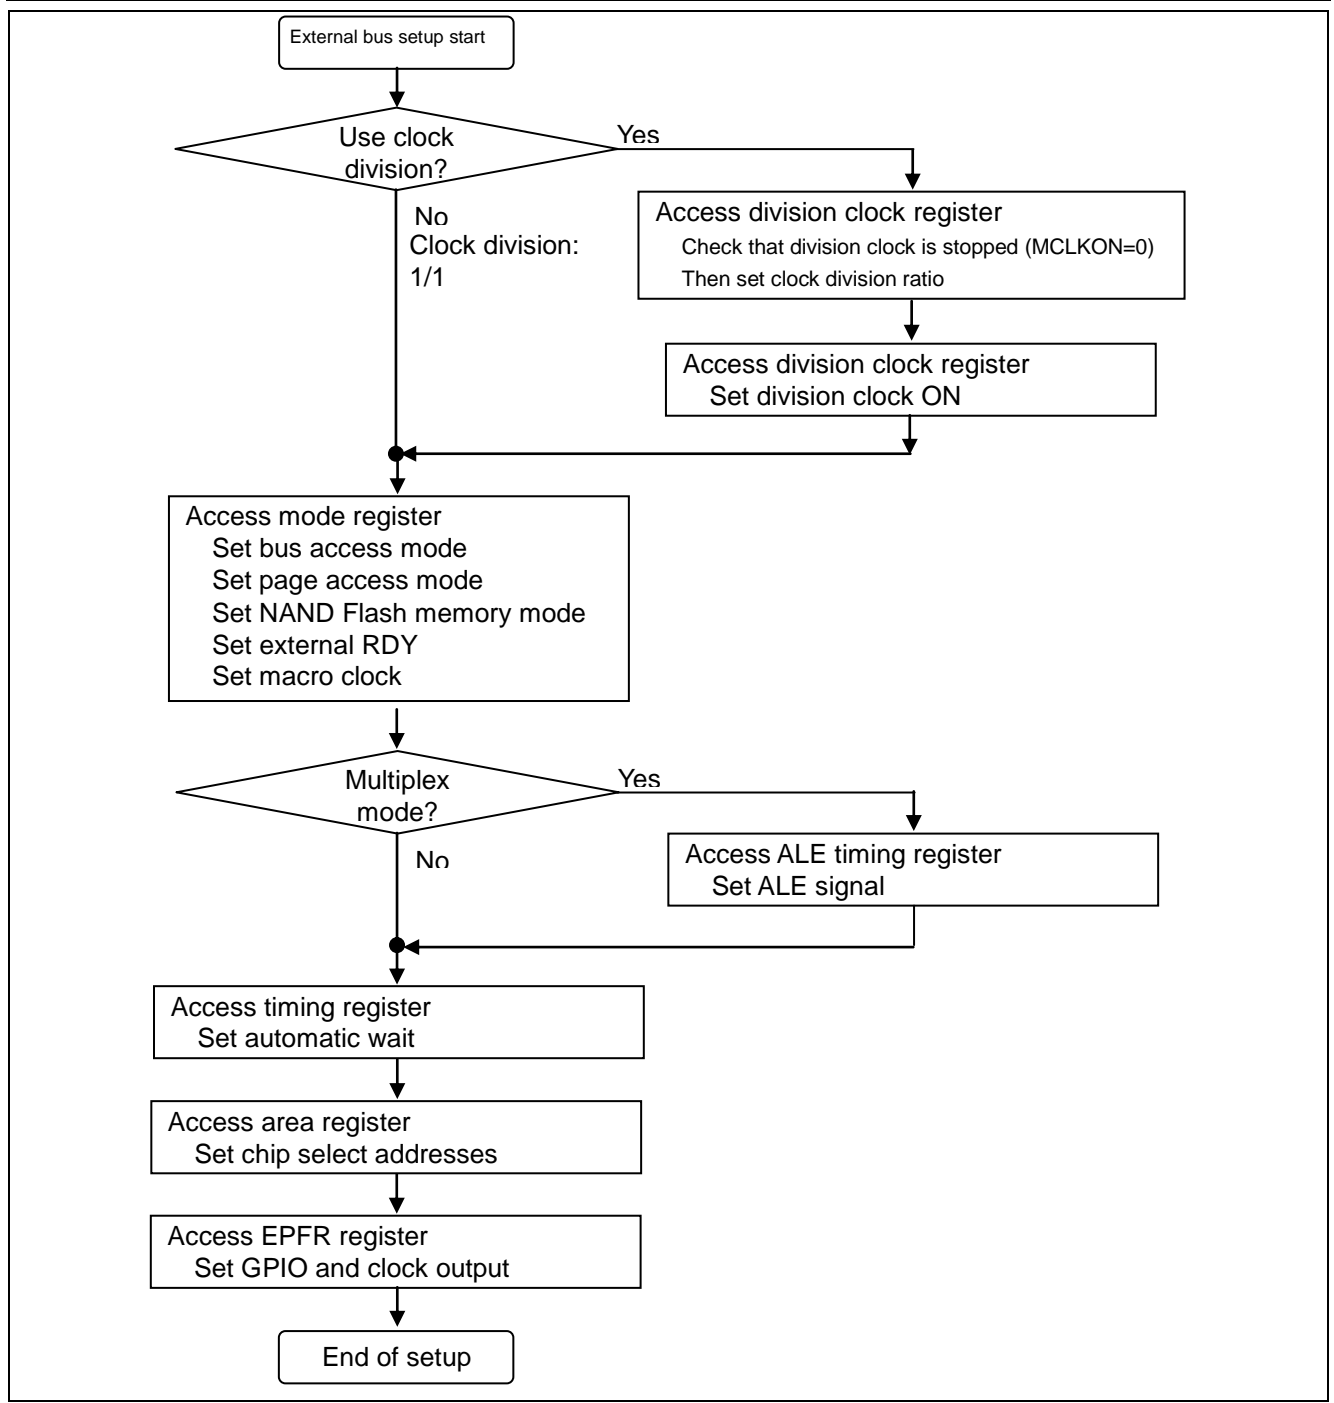 External bus setup start
Use clock
division?
Yes
No
Clock division:
1/1
Access division clock register
Check that division clock is stopped (MCLKON=0)
Then set clock division ratio
Access division clock register
Set division clock ON
Access mode register
Set bus access mode
Set page access mode
Set NAND Flash memory mode
Set external RDY
Set macro clock
Multiplex
mode?
Yes
No
Access ALE timing register
Set ALE signal
Access timing register
Set automatic wait
Access area register
Set chip select addresses
Access EPFR register
Set GPIO and clock output
End of setup